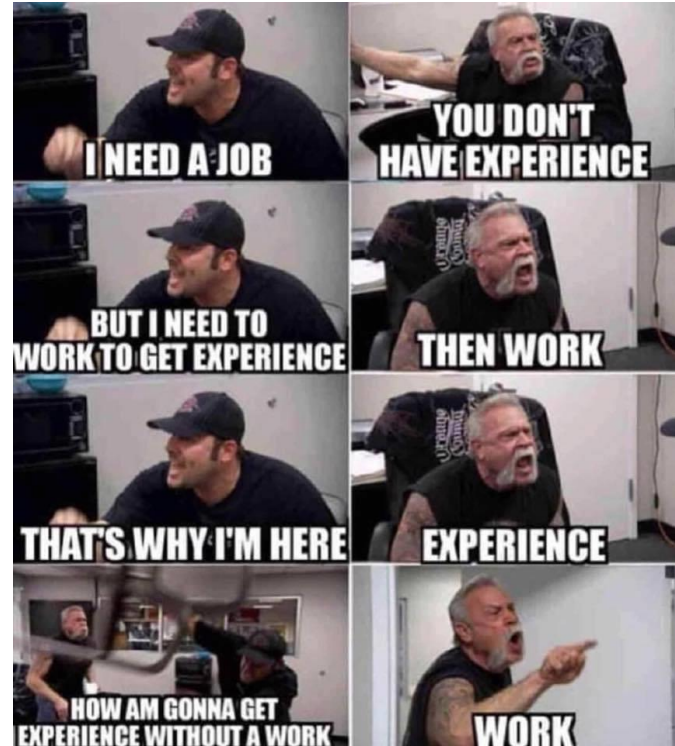 I NEED A JOB
YOU DON'T
HAVE EXPERIENCE
BUT I NEED TO
WORK TO GET EXPERIENCE
THEN WORK
THAT'S WHY I'M HERE
EXPERIENCE
HOW AM GONNA GET
EXPERIENCE WITHOUT A WORK
WORK